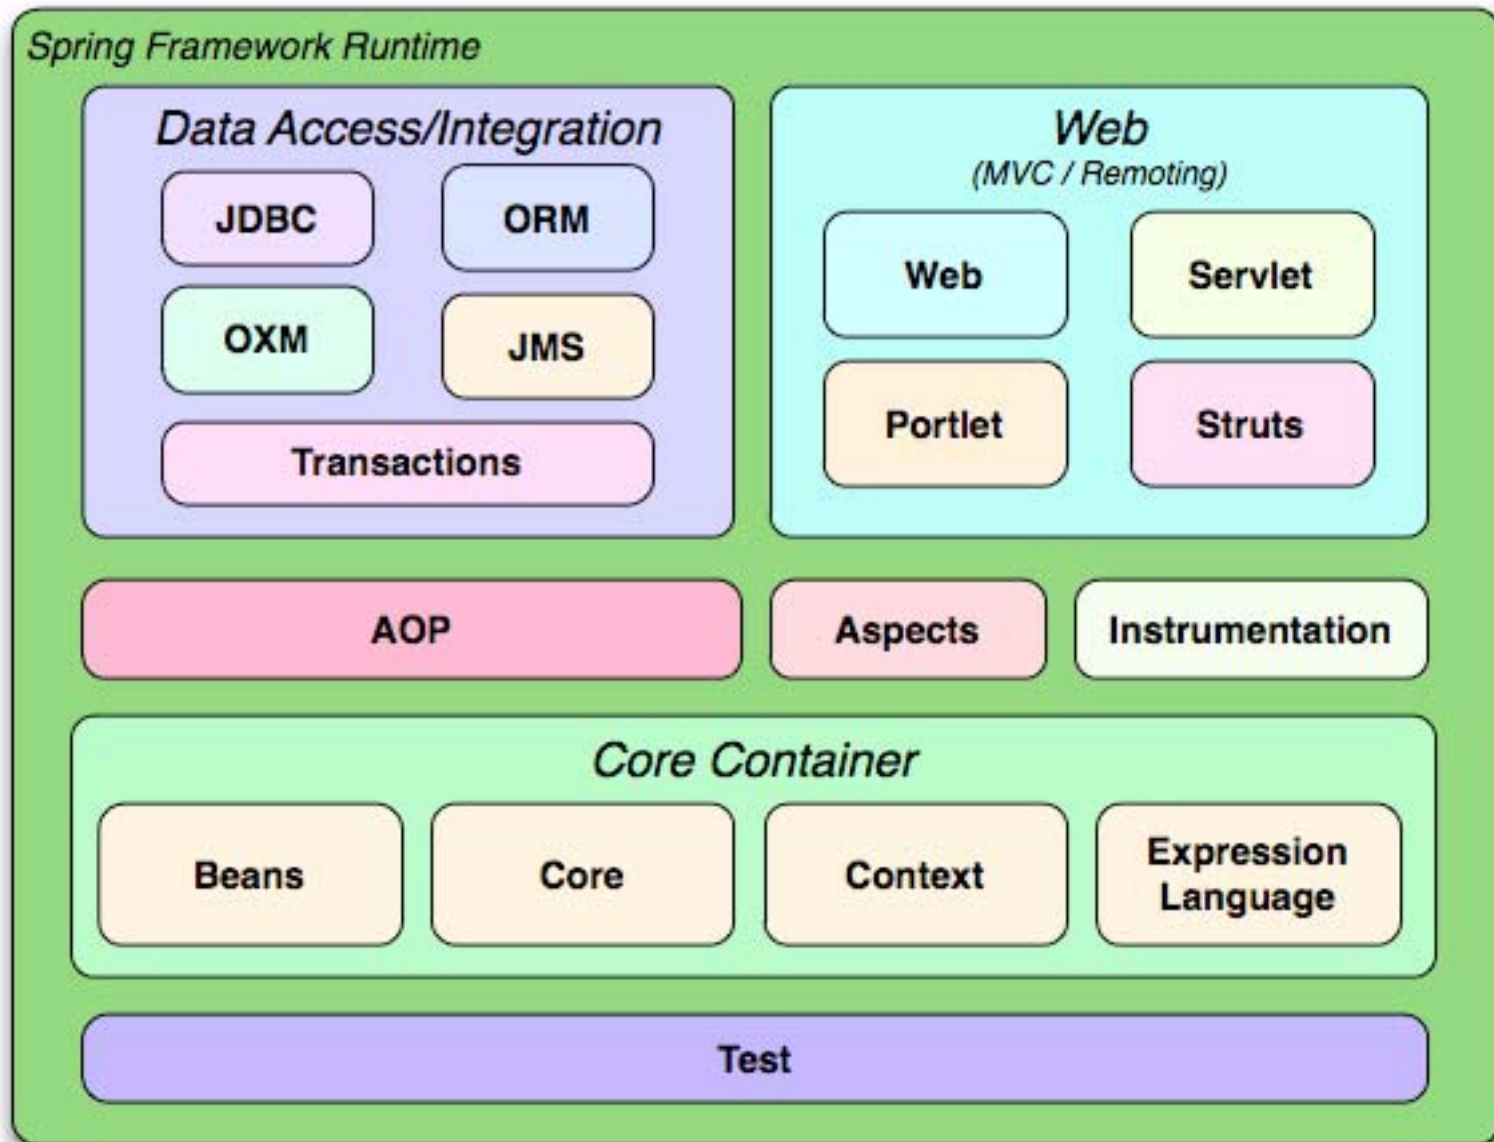 Spring Framework Runtime
Data Access/Integration
JDBC
ORM
OXM
JMS
Transactions
Web
(MVC / Remoting)
Web
Servlet
Portlet
Struts
AOP
Aspects
Instrumentation
Core Container
Beans
Core
Context
Expression
Language
Test